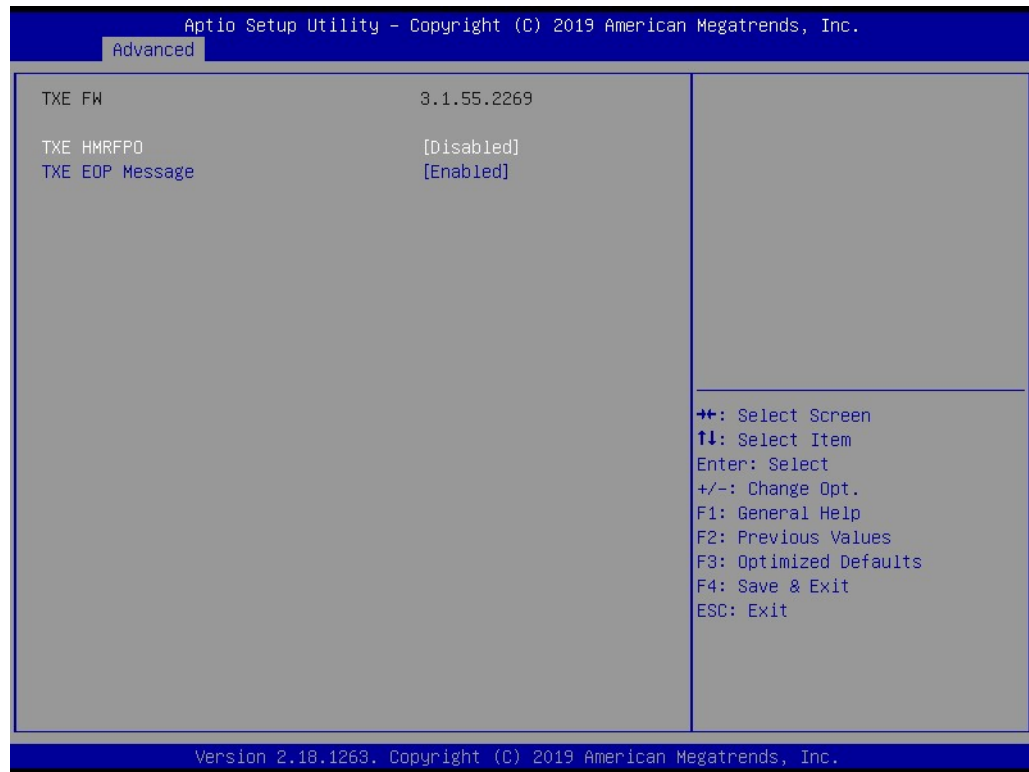 Aptio Setup Utility – Copyright (C) 2019 American Megatrends, Inc.
Advanced
TXE FW 3.1.55.2269
TXE HMRFPO [Disabled]
TXE EOP Message [Enabled]
→←: Select Screen
↑↓: Select Item
Enter: Select
+/-: Change Opt.
F1: General Help
F2: Previous Values
F3: Optimized Defaults
F4: Save & Exit
ESC: Exit
Version 2.18.1263. Copyright (C) 2019 American Megatrends, Inc.